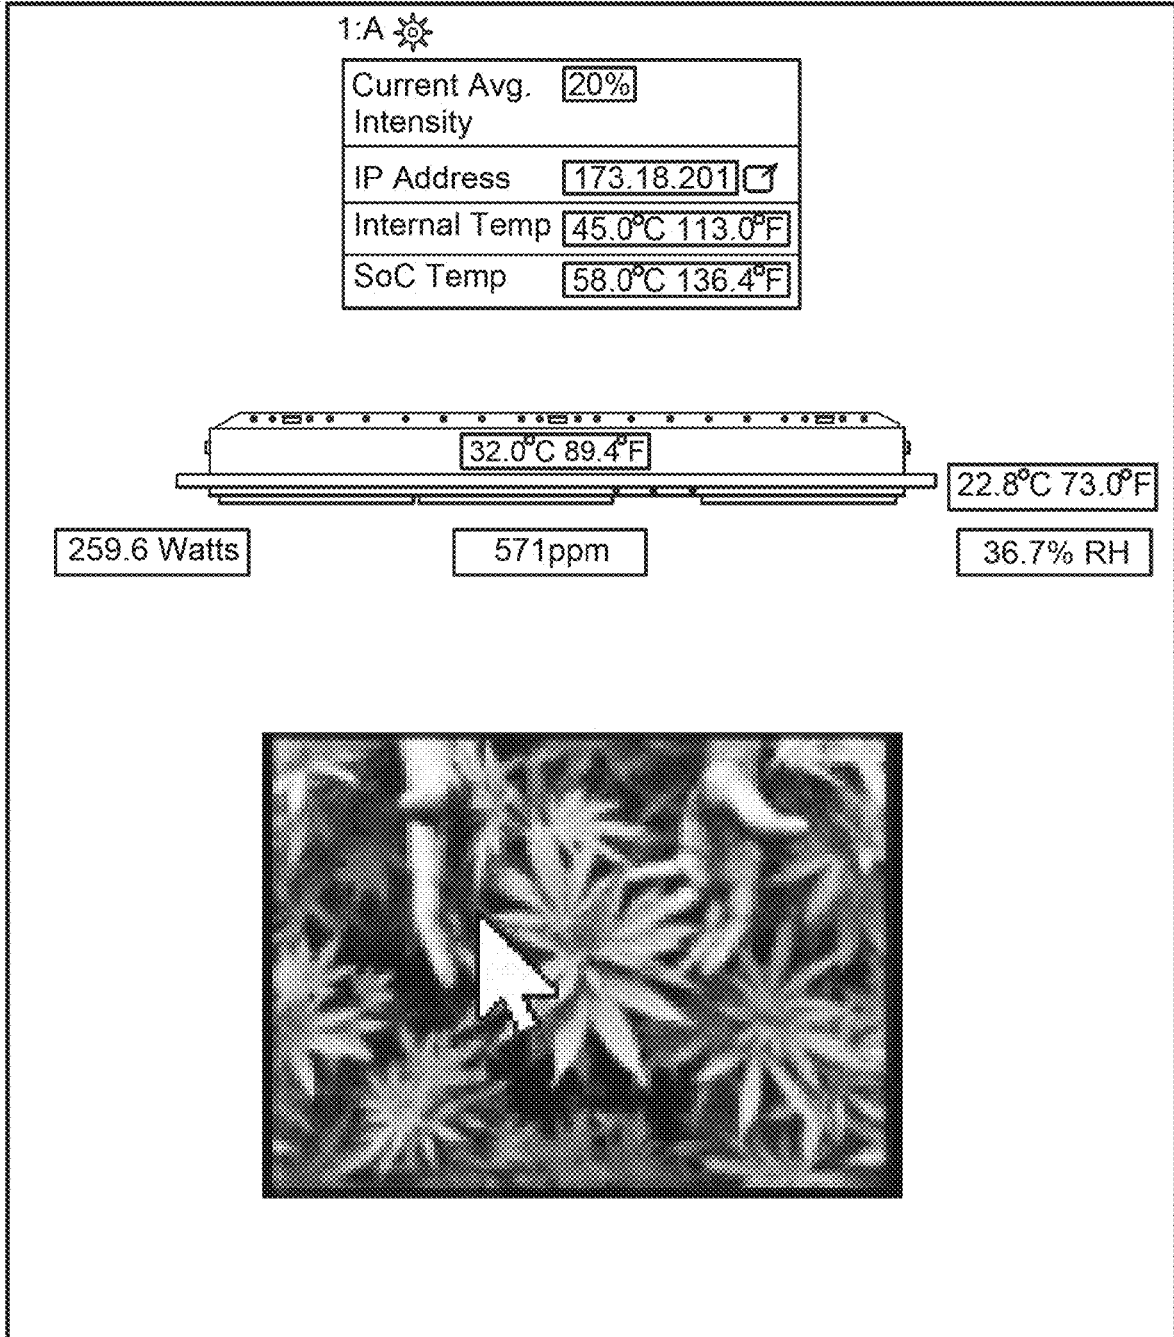 1:A
Current Avg. 20%
Intensity
IP Address 173.18.201
Internal Temp 45.0°C 113.0°F
SoC Temp 58.0°C 136.4°F
32.0°C 89.4°F
22.8°C 73.0°F
259.6 Watts 571ppm 36.7% RH